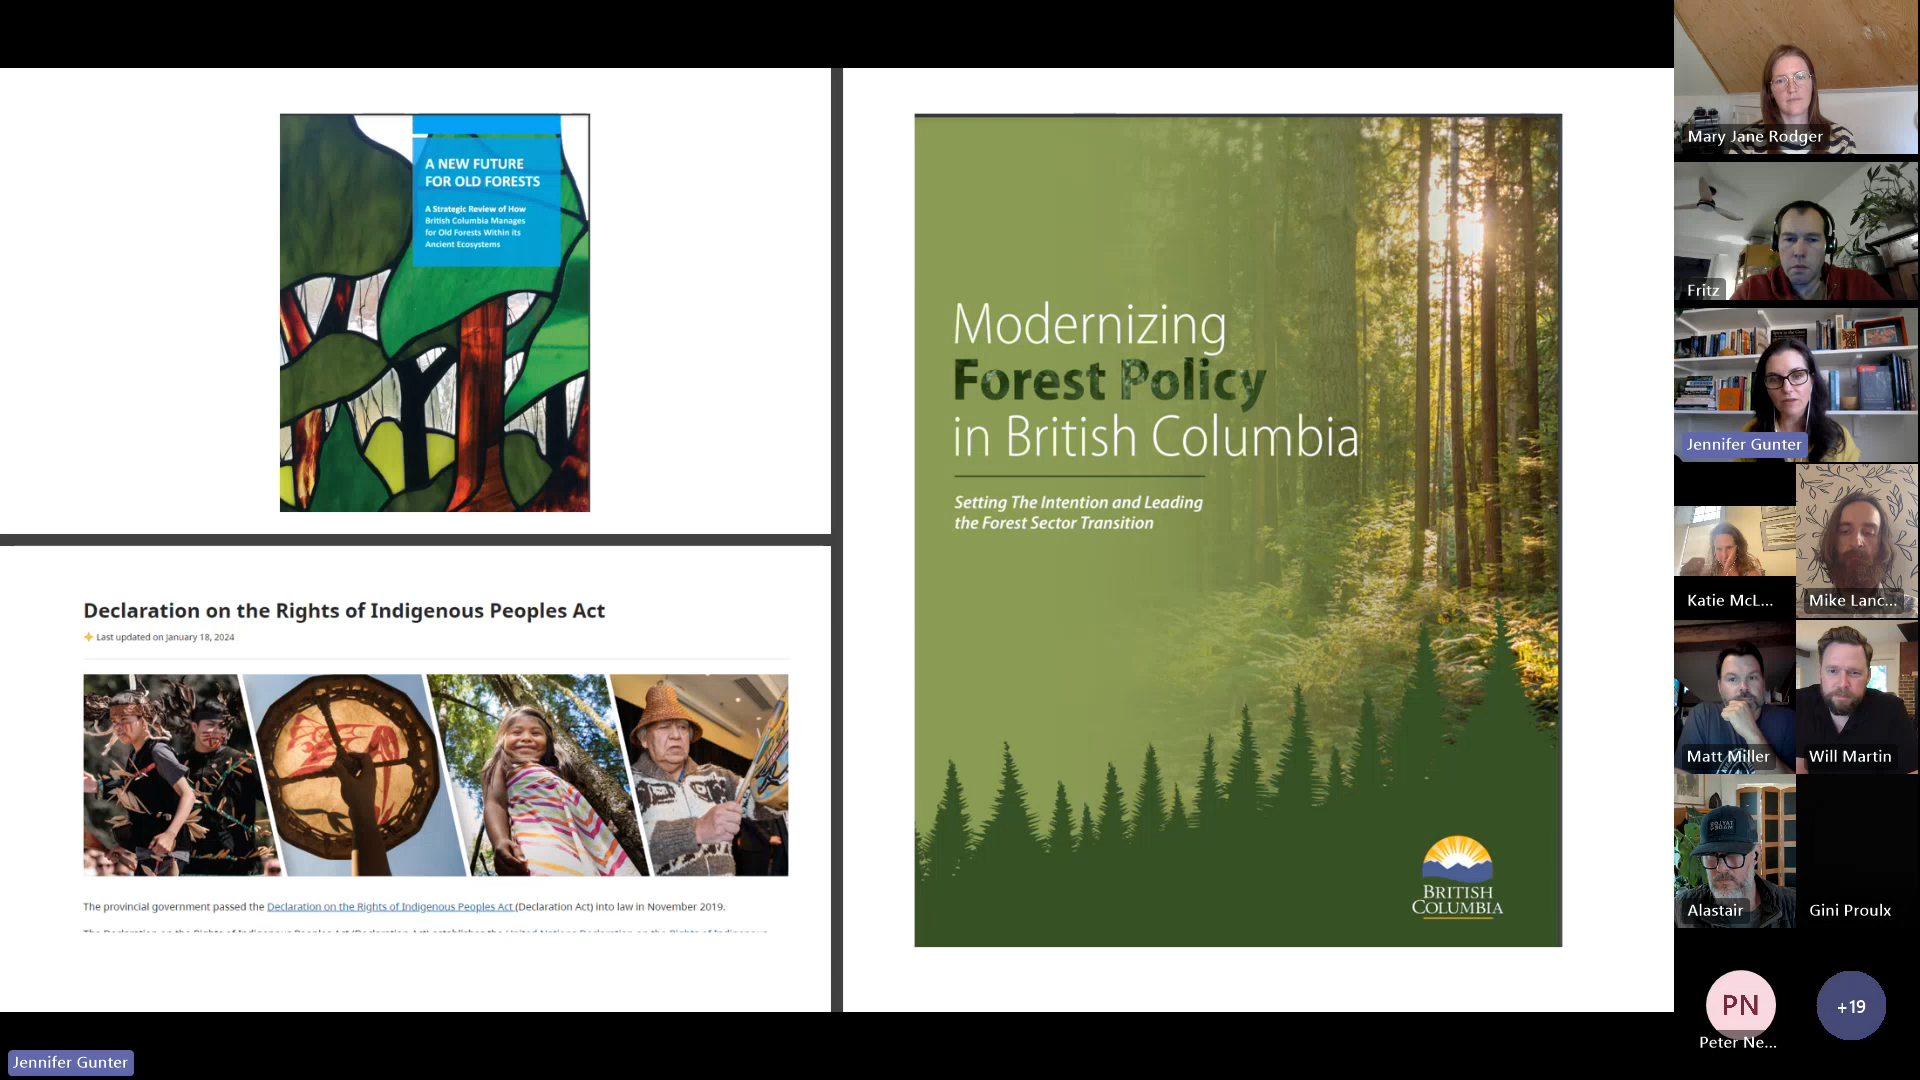 A NEW FUTURE
FOR OLD FORESTS
A Strategic Review of How
British Columbia Manages
for Old Forests Within its
Ancient Ecosystems
Declaration on the Rights of Indigenous Peoples Act
Last updated on January 18, 2024
The provincial government passed the Declaration on the Rights of Indigenous Peoples Act (Declaration Act) into law in November 2019.
Modernizing
Forest Policy
in British Columbia
Setting The Intention and Leading
the Forest Sector Transition
BRITISH
COLUMBIA
Mary Jane Rodger
Fritz
Jennifer Gunter
Katie McL...
Mike Lanc...
Matt Miller
Will Martin
Alastair
Gini Proulx
PN
Peter Ne...
+19
Jennifer Gunter